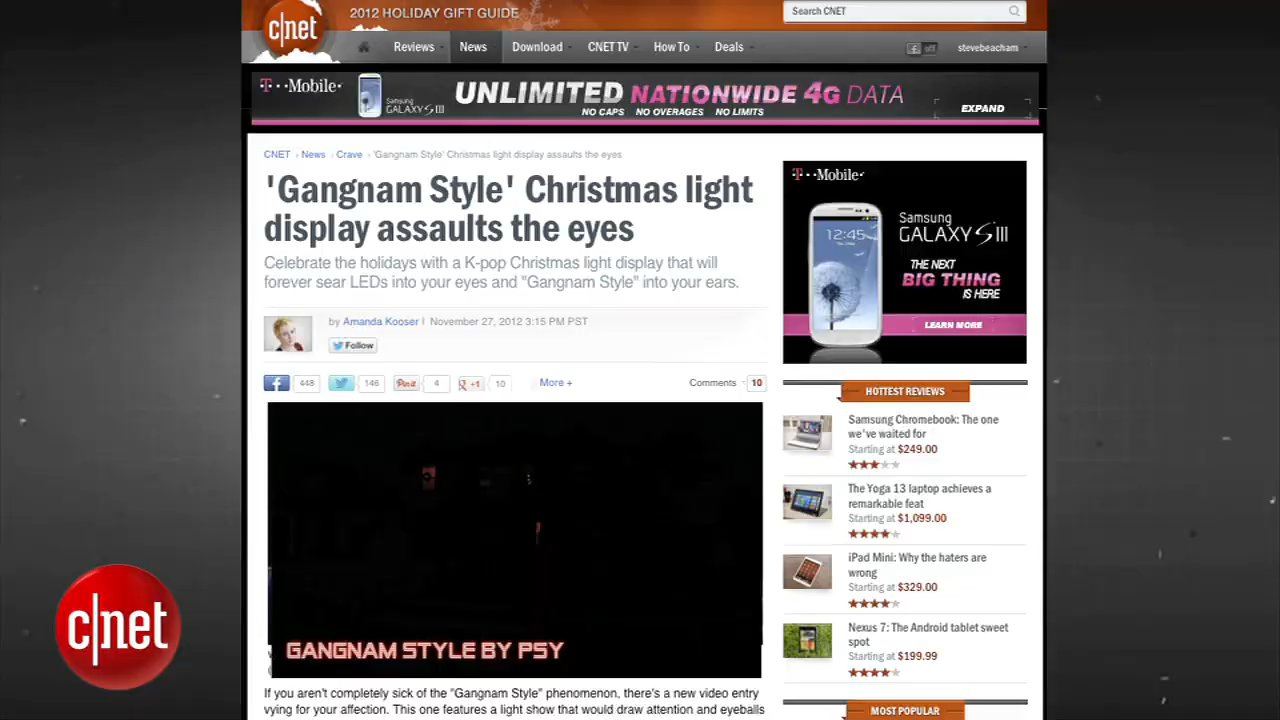 c|net
2012 HOLIDAY GIFT GUIDE
Search CNET
Reviews
News
Download
CNET TV
How To
Deals
off
stevebeacham
T··Mobile·
SAMSUNG
GALAXY S III
UNLIMITED NATIONWIDE 4G DATA
NO CAPS NO OVERAGES NO LIMITS
EXPAND
CNET › News › Crave › 'Gangnam Style' Christmas light display assaults the eyes
'Gangnam Style' Christmas light
display assaults the eyes
Celebrate the holidays with a K-pop Christmas light display that will
forever sear LEDs into your eyes and "Gangnam Style" into your ears.
by Amanda Kooser | November 27, 2012 3:15 PM PST
Follow
448
146
Pin it
4
+1
10
More +
Comments
10
GANGNAM STYLE BY PSY
If you aren't completely sick of the "Gangnam Style" phenomenon, there's a new video entry
vying for your affection. This one features a light show that would draw attention and eyeballs
T··Mobile·
12:45
Samsung
GALAXY S III
THE NEXT
BIG THING
IS HERE
LEARN MORE
HOTTEST REVIEWS
Samsung Chromebook: The one
we've waited for
Starting at $249.00
The Yoga 13 laptop achieves a
remarkable feat
Starting at $1,099.00
iPad Mini: Why the haters are
wrong
Starting at $329.00
Nexus 7: The Android tablet sweet
spot
Starting at $199.99
MOST POPULAR
c|net